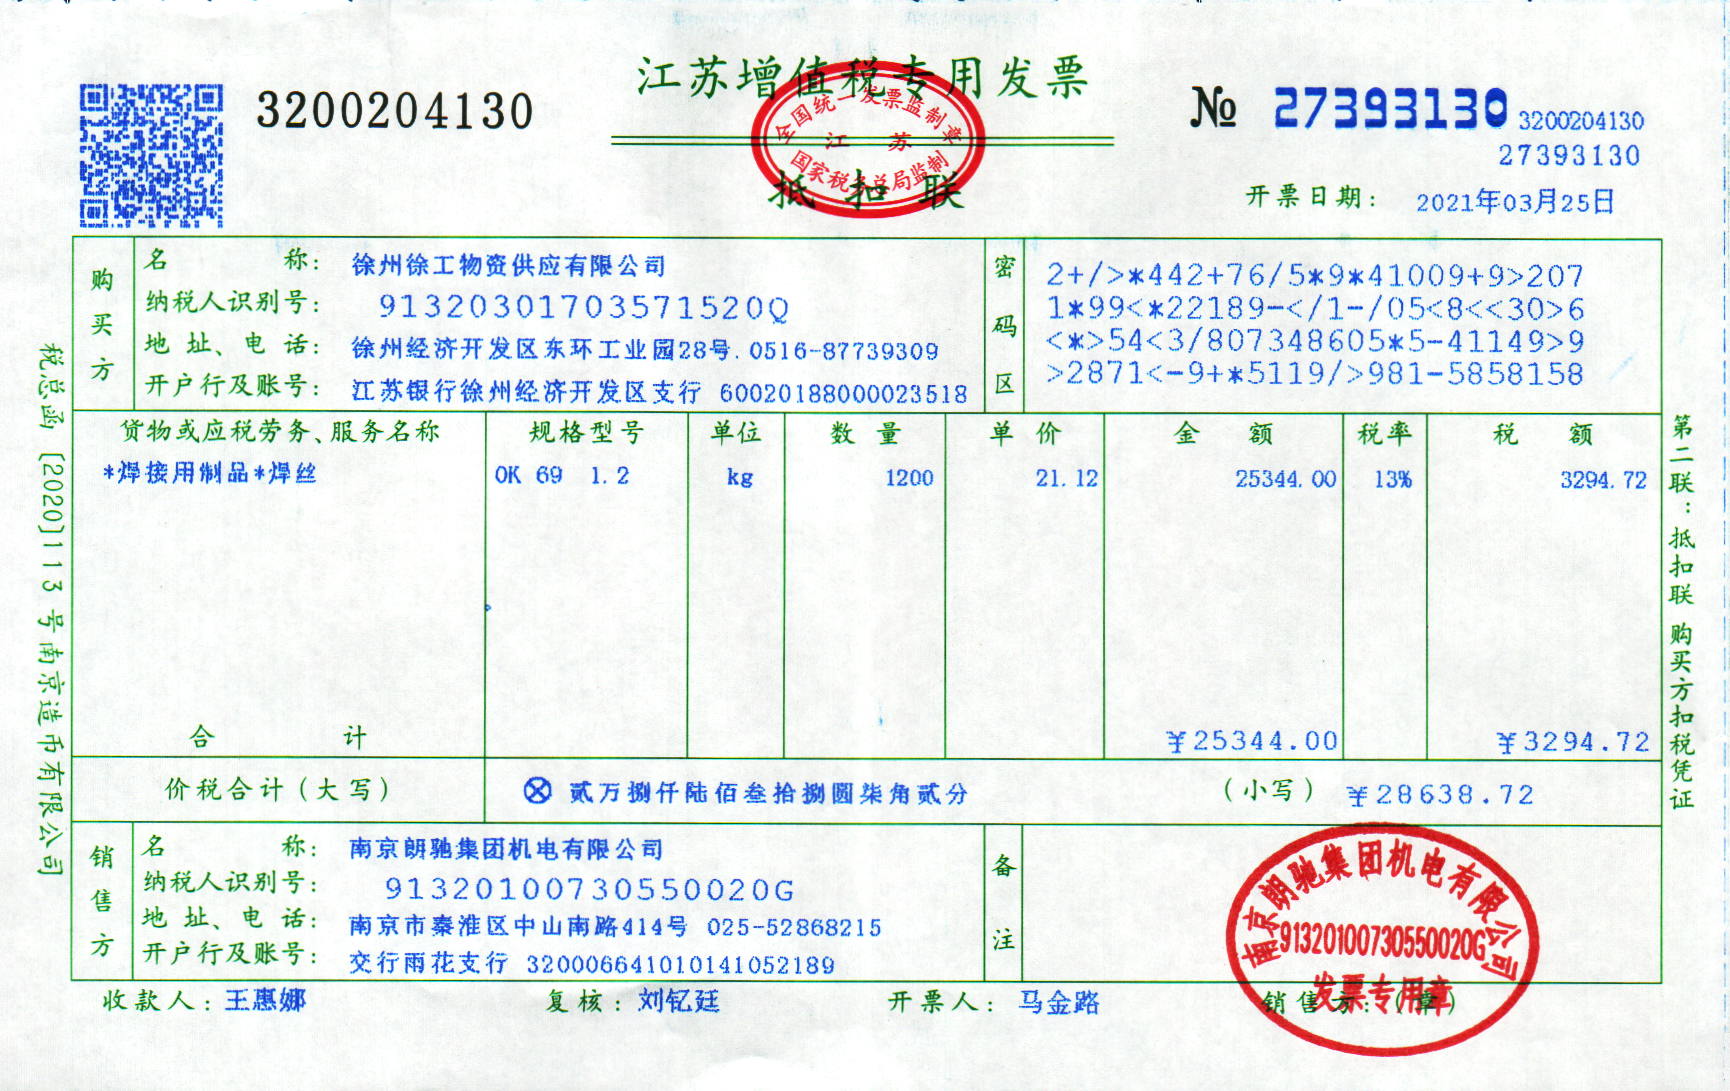 江苏增值税专用发票
全国统一发票监制章
江苏
国家税务总局监制
抵扣联
3200204130
№ 27393130
3200204130
27393130
开票日期: 2021年03月25日
购买方
名称: 徐州徐工物资供应有限公司
纳税人识别号: 91320301703571520Q
地址、电话: 徐州经济开发区东环工业园28号.0516-87739309
开户行及账号: 江苏银行徐州经济开发区支行 60020188000023518
密码区
2+/>*442+76/5*9*41009+9>207
1*99<*22189-</1-/05<8<<30>6
<*>54<3/807348605*5-41149>9
>2871<-9+*5119/>981-5858158
货物或应税劳务、服务名称 规格型号 单位 数量 单价 金额 税率 税额
*焊接用制品*焊丝 OK 69 1.2 kg 1200 21.12 25344.00 13% 3294.72
合计 ¥25344.00 ¥3294.72
价税合计(大写) ⊗贰万捌仟陆佰叁拾捌圆柒角贰分 (小写) ¥28638.72
销售方
名称: 南京朗驰集团机电有限公司
纳税人识别号: 91320100730550020G
地址、电话: 南京市秦淮区中山南路414号 025-52868215
开户行及账号: 交行雨花支行 320006641010141052189
备注
南京朗驰集团机电有限公司
91320100730550020G
发票专用章
收款人: 王惠娜 复核: 刘钇廷 开票人: 马金路 销售方:(章)
税总函[2020]113号南京造币有限公司
第二联:抵扣联 购买方扣税凭证